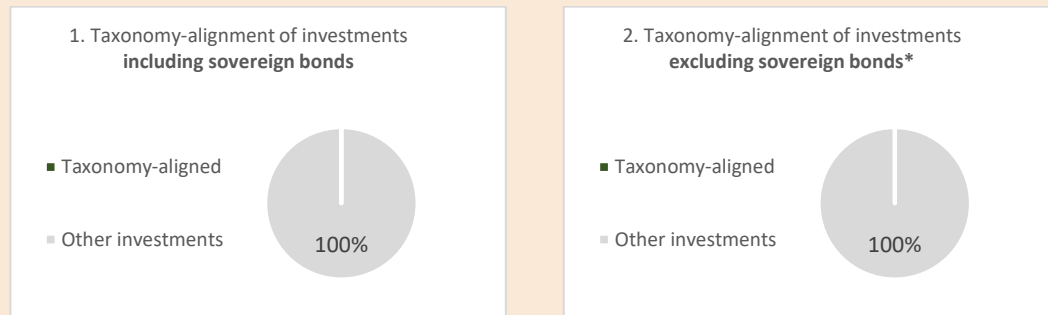 1. Taxonomy-alignment of investments
including sovereign bonds
Taxonomy-aligned
Other investments
100%
2. Taxonomy-alignment of investments
excluding sovereign bonds*
Taxonomy-aligned
Other investments
100%